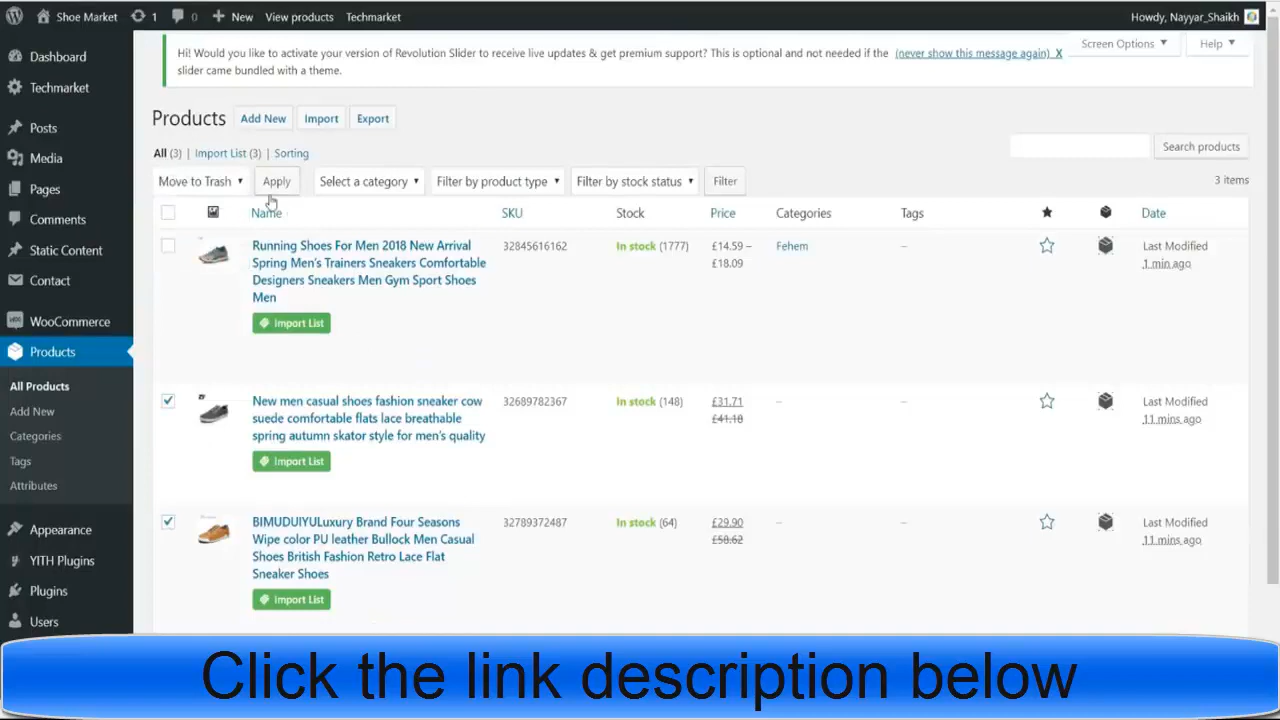 Shoe Market 1 0 New View products Techmarket Howdy, Nayyar_Shaikh
Screen Options Help
Hi! Would you like to activate your version of Revolution Slider to receive live updates & get premium support? This is optional and not needed if the (never show this message again) X
slider came bundled with a theme.
Dashboard
Techmarket
Posts
Media
Pages
Comments
Static Content
Contact
WooCommerce
Products
All Products
Add New
Categories
Tags
Attributes
Appearance
YITH Plugins
Plugins
Users
Products Add New Import Export
All (3) | Import List (3) | Sorting
Search products
Move to Trash Apply Select a category Filter by product type Filter by stock status Filter
3 items
Name SKU Stock Price Categories Tags Date
Running Shoes For Men 2018 New Arrival
Spring Men's Trainers Sneakers Comfortable
Designers Sneakers Men Gym Sport Shoes
Men
Import List
32845616162
In stock (1777)
£14.59 –
£18.09
Fehem
–
Last Modified
1 min ago
New men casual shoes fashion sneaker cow
suede comfortable flats lace breathable
spring autumn skator style for men's quality
Import List
32689782367
In stock (148)
£31.71
£41.18
–
–
Last Modified
11 mins ago
BIMUDUIYULuxury Brand Four Seasons
Wipe color PU leather Bullock Men Casual
Shoes British Fashion Retro Lace Flat
Sneaker Shoes
Import List
32789372487
In stock (64)
£29.90
£58.62
–
–
Last Modified
11 mins ago
Click the link description below